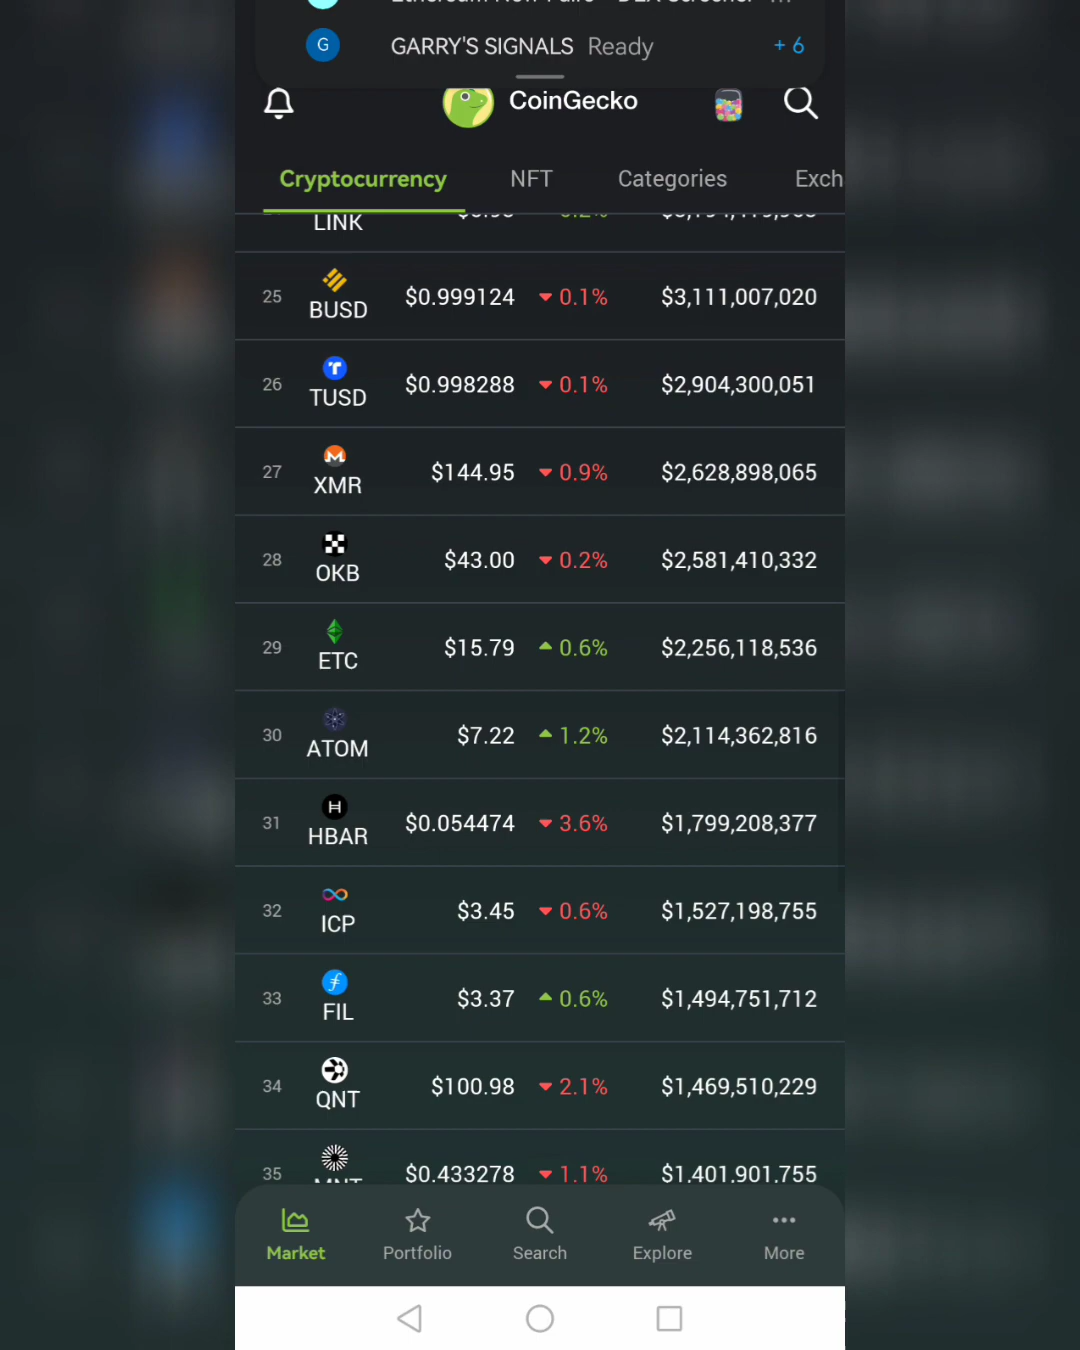 Ethereum New Pairs - DEX Screener
G GARRY'S SIGNALS Ready + 6
CoinGecko
Cryptocurrency NFT Categories Exch
LINK
25 BUSD $0.999124 0.1% $3,111,007,020
26 TUSD $0.998288 0.1% $2,904,300,051
27 XMR $144.95 0.9% $2,628,898,065
28 OKB $43.00 0.2% $2,581,410,332
29 ETC $15.79 0.6% $2,256,118,536
30 ATOM $7.22 1.2% $2,114,362,816
31 HBAR $0.054474 3.6% $1,799,208,377
32 ICP $3.45 0.6% $1,527,198,755
33 FIL $3.37 0.6% $1,494,751,712
34 QNT $100.98 2.1% $1,469,510,229
35 MNT $0.433278 1.1% $1,401,901,755
Market Portfolio Search Explore More